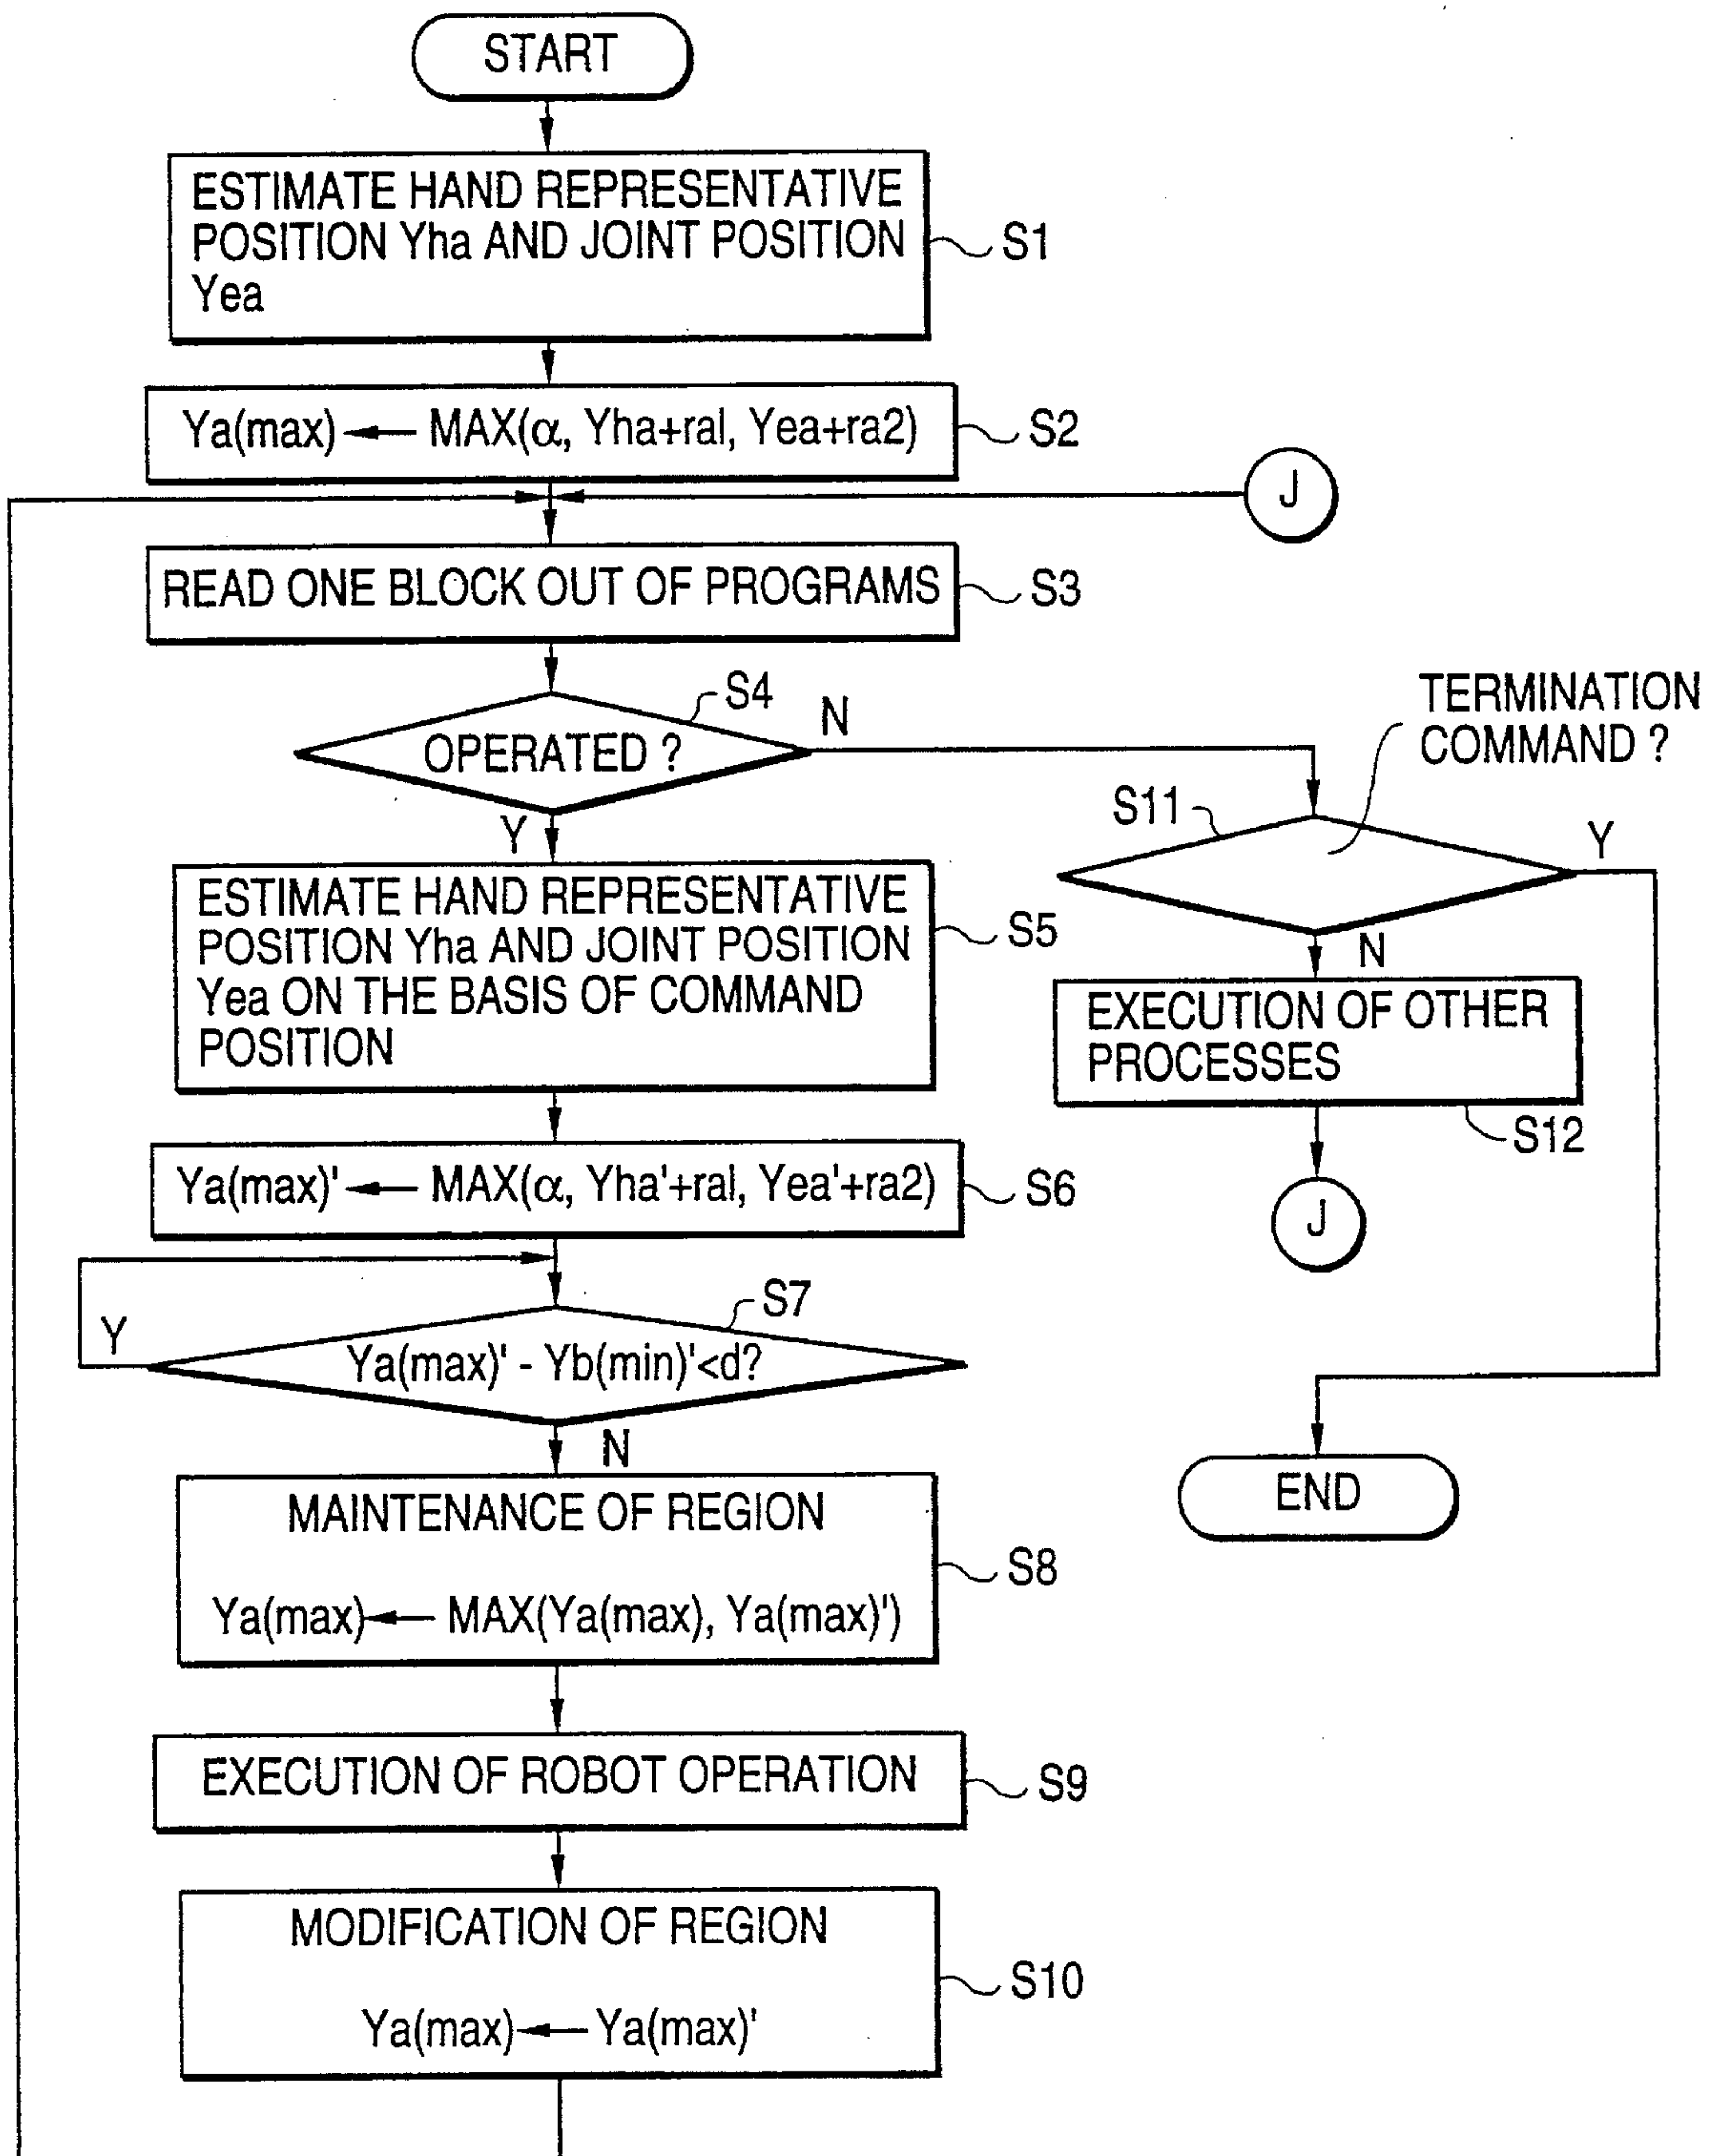 START
ESTIMATE HAND REPRESENTATIVE
POSITION Yha AND JOINT POSITION
Yea
S1
Ya(max) ← MAX(α, Yha+ral, Yea+ra2)
S2
J
READ ONE BLOCK OUT OF PROGRAMS
S3
S4
OPERATED ?
N
Y
TERMINATION
COMMAND ?
S11
Y
N
ESTIMATE HAND REPRESENTATIVE
POSITION Yha AND JOINT POSITION
Yea ON THE BASIS OF COMMAND
POSITION
S5
EXECUTION OF OTHER
PROCESSES
S12
J
Ya(max)' ← MAX(α, Yha'+ral, Yea'+ra2)
S6
S7
Y
Ya(max)' - Yb(min)'<d?
N
MAINTENANCE OF REGION
Ya(max) ← MAX(Ya(max), Ya(max)')
S8
END
EXECUTION OF ROBOT OPERATION
S9
MODIFICATION OF REGION
Ya(max) ← Ya(max)'
S10